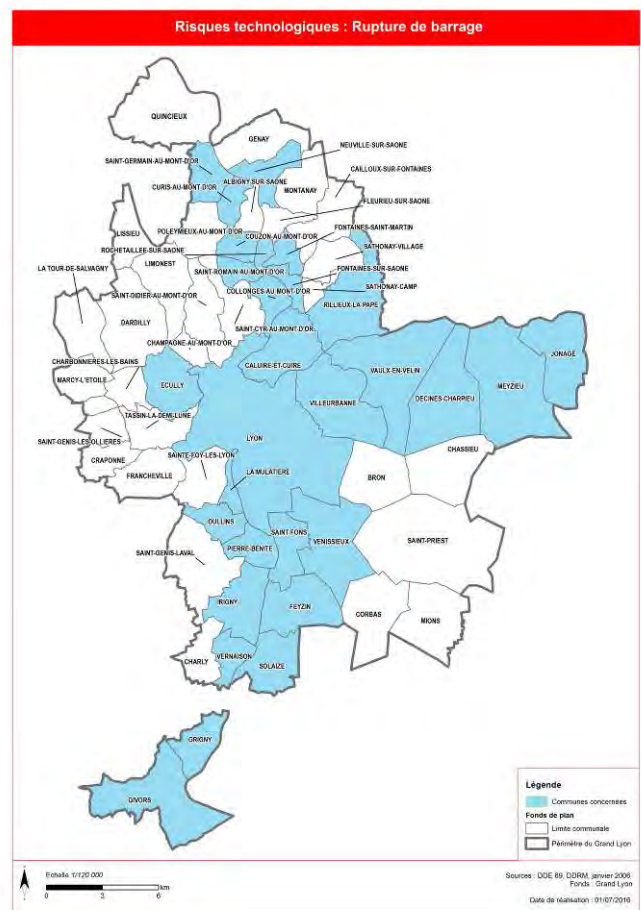 Risques technologiques : Rupture de barrage
QUINCIEUX
GENAY
NEUVILLE-SUR-SAONE
SAINT-GERMAIN-AU-MONT-D'OR
CAILLOUX-SUR-FONTAINES
ALBIGNY-SUR-SAONE
CURIS-AU-MONT-D'OR
MONTANAY
FLEURIEU-SUR-SAONE
POLEYMIEUX-AU-MONT-D'OR
FONTAINES-SAINT-MARTIN
COUZON-AU-MONT-D'OR
LISSIEU
SATHONAY-VILLAGE
ROCHETAILLEE-SUR-SAONE
LIMONEST
LA TOUR-DE-SALVAGNY
SAINT-ROMAIN-AU-MONT-D'OR
FONTAINES-SUR-SAONE
SATHONAY-CAMP
COLLONGES-AU-MONT-D'OR
SAINT-DIDIER-AU-MONT-D'OR
RILLIEUX-LA-PAPE
DARDILLY
SAINT-CYR-AU-MONT-D'OR
CHAMPAGNE-AU-MONT-D'OR
JONAGE
CHARBONNIERES-LES-BAINS
CALUIRE-ET-CUIRE
VAULX-EN-VELIN
MARCY-L'ETOILE
ECULLY
MEYZIEU
DECINES-CHARPIEU
VILLEURBANNE
TASSIN-LA-DEMI-LUNE
LYON
SAINT-GENIS-LES-OLLIERES
CHASSIEU
SAINTE-FOY-LES-LYON
CRAPONNE
LA MULATIERE
FRANCHEVILLE
BRON
OULLINS
SAINT FONS
SAINT-PRIEST
VENISSIEUX
PIERRE-BENITE
SAINT-GENIS-LAVAL
IRIGNY
FEYZIN
CORBAS
MIONS
CHARLY
VERNAISON
SOLAIZE
GRIGNY
GIVORS
Légende
Communes concernées
Fonds de plan
Limite communale
Périmètre du Grand Lyon
N
Echelle 1/120 000
km
0 3 6
Sources : DDE 69, DDRM, janvier 2006
Fonds : Grand Lyon
Date de réalisation : 01/07/2016